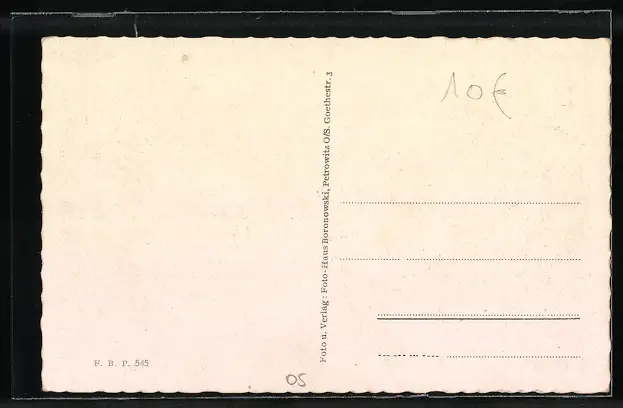 10€
Foto u. Verlag: Foto-Haus Boronowski, Petrowitz O/S. Goethestr. 3
F. B. P. 545
OS